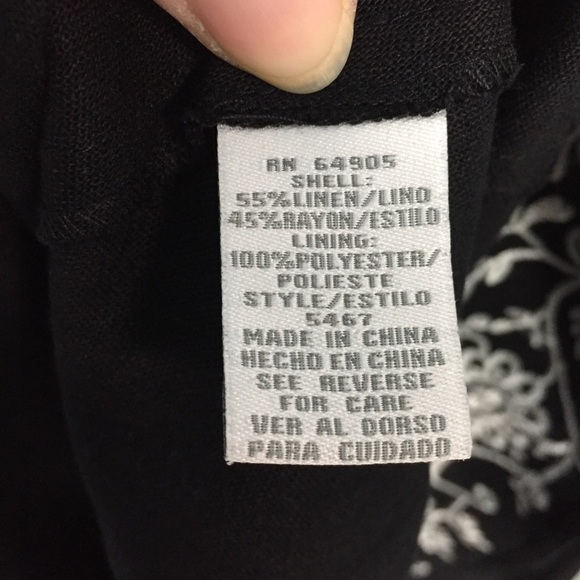 RN 64905
SHELL:
55%LINEN/LINO
45%RAYON/ESTILO
LINING:
100%POLYESTER/
POLIESTE
STYLE/ESTILO
5467
MADE IN CHINA
HECHO EN CHINA
SEE REVERSE
FOR CARE
VER AL DORSO
PARA CUIDADO